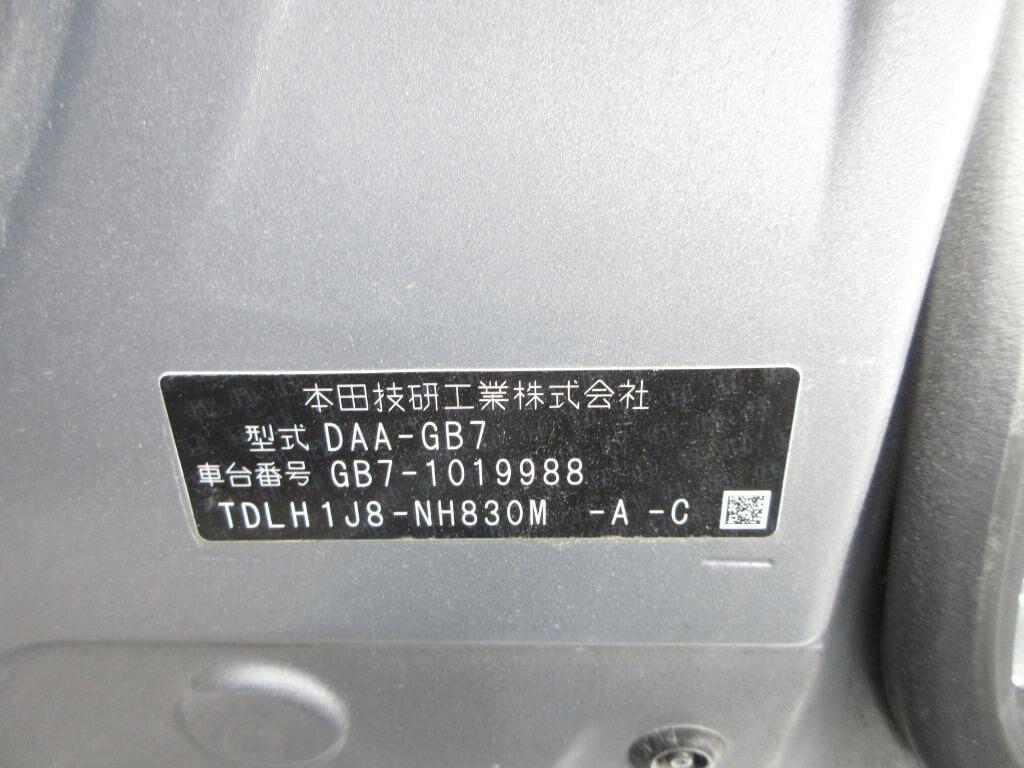 本田技研工業株式会社
型式 DAA-GB7
車台番号 GB7-1019988
TDLH1J8-NH830M -A -C